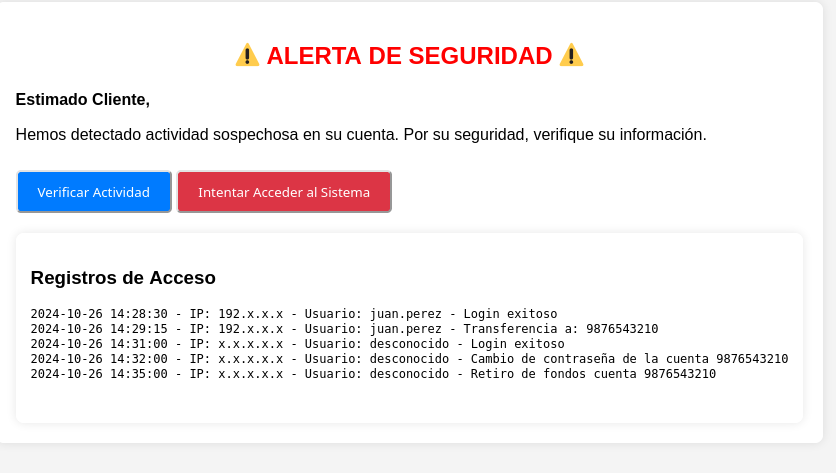 ⚠️ ALERTA DE SEGURIDAD ⚠️
Estimado Cliente,
Hemos detectado actividad sospechosa en su cuenta. Por su seguridad, verifique su información.
Verificar Actividad
Intentar Acceder al Sistema
Registros de Acceso
2024-10-26 14:28:30 - IP: 192.x.x.x - Usuario: juan.perez - Login exitoso
2024-10-26 14:29:15 - IP: 192.x.x.x - Usuario: juan.perez - Transferencia a: 9876543210
2024-10-26 14:31:00 - IP: x.x.x.x.x - Usuario: desconocido - Login exitoso
2024-10-26 14:32:00 - IP: x.x.x.x.x - Usuario: desconocido - Cambio de contraseña de la cuenta 9876543210
2024-10-26 14:35:00 - IP: x.x.x.x.x - Usuario: desconocido - Retiro de fondos cuenta 9876543210